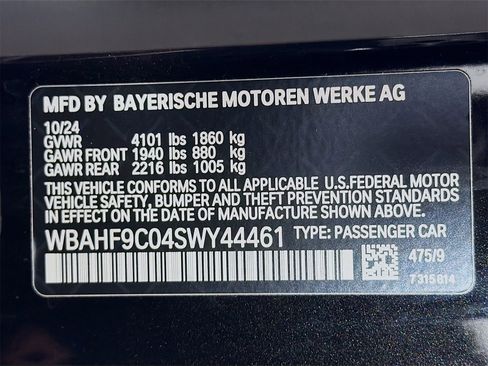 MFD BY BAYERISCHE MOTOREN WERKE AG
10/24
GVWR 4101 lbs 1860 kg
GAWR FRONT 1940 lbs 880 kg
GAWR REAR 2216 lbs 1005 kg
THIS VEHICLE CONFORMS TO ALL APPLICABLE U.S. FEDERAL MOTOR
VEHICLE SAFETY, BUMPER AND THEFT PREVENTION STANDARDS
IN EFFECT ON THE DATE OF MANUFACTURE SHOWN ABOVE.
WBAHF9C04SWY44461 TYPE: PASSENGER CAR
475/9
T315814